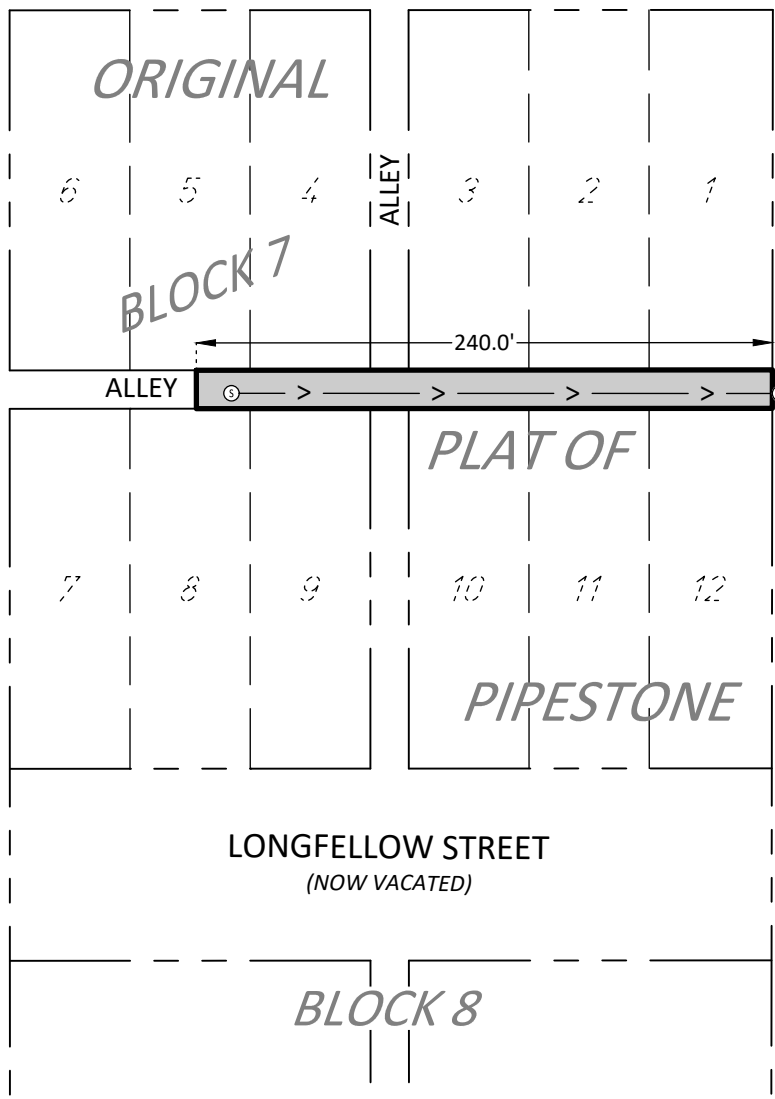 ORIGINAL
ALLEY
6 5 4 3 2 1
BLOCK 7
240.0'
ALLEY
S > > > >
PLAT OF
7 8 9 10 11 12
PIPESTONE
LONGFELLOW STREET
(NOW VACATED)
BLOCK 8